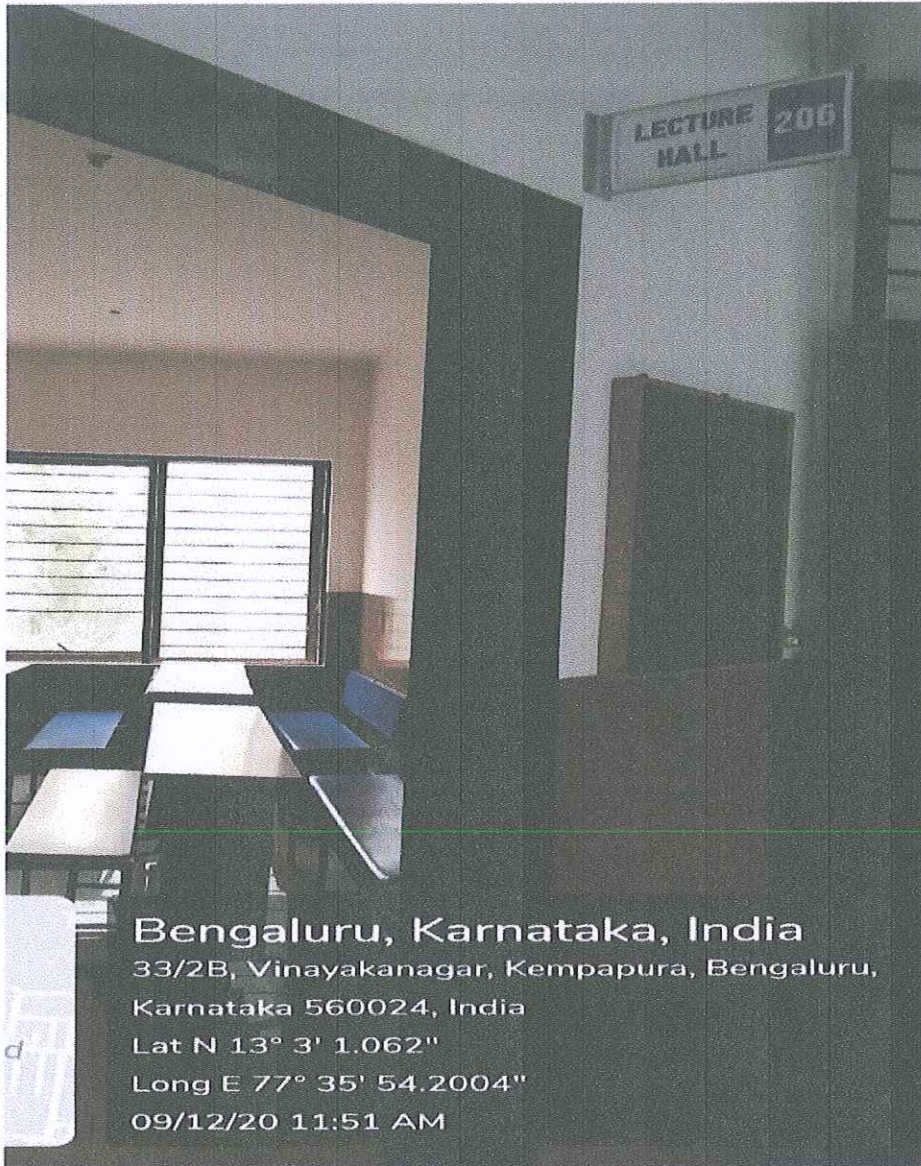 LECTURE
HALL
206
Bengaluru, Karnataka, India
33/2B, Vinayakanagar, Kempapura, Bengaluru,
Karnataka 560024, India
Lat N 13° 3' 1.062"
Long E 77° 35' 54.2004"
09/12/20 11:51 AM